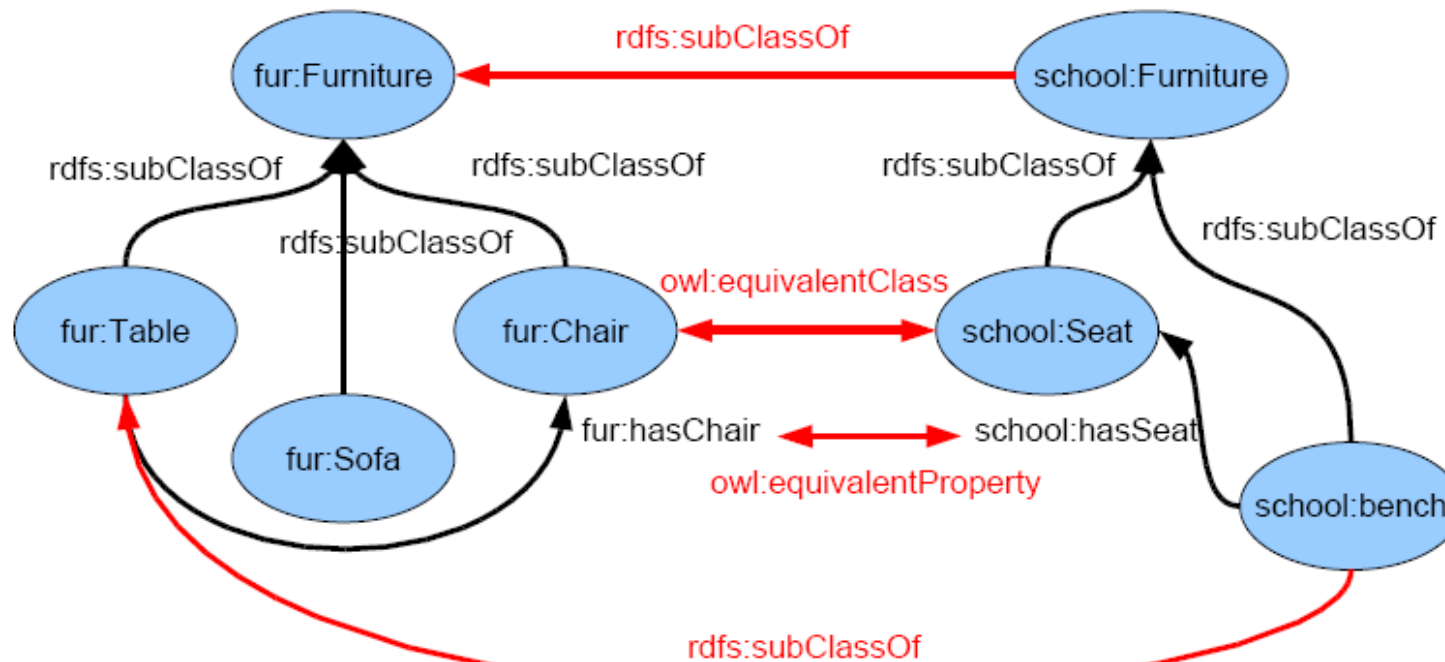 rdfs:subClassOf
fur:Furniture
school:Furniture
rdfs:subClassOf
rdfs:subClassOf
rdfs:subClassOf
rdfs:subClassOf
rdfs:subClassOf
owl:equivalentClass
fur:Table
fur:Chair
school:Seat
fur:hasChair
school:hasSeat
fur:Sofa
owl:equivalentProperty
school:bench
rdfs:subClassOf